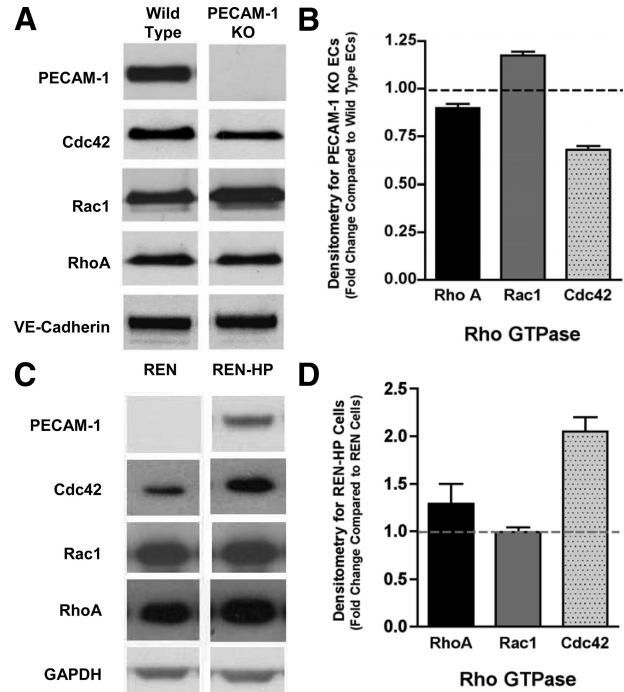 A
Wild
Type
PECAM-1
KO
PECAM-1
Cdc42
Rac1
RhoA
VE-Cadherin
B
Densitometry for PECAM-1 KO ECs
(Fold Change Compared to Wild Type ECs)
1.25
1.00
0.75
0.50
0.25
0.00
Rho A Rac1 Cdc42
Rho GTPase
C
REN REN-HP
PECAM-1
Cdc42
Rac1
RhoA
GAPDH
D
Densitometry for REN-HP Cells
(Fold Change Compared to REN Cells)
2.5
2.0
1.5
1.0
0.5
0.0
RhoA Rac1 Cdc42
Rho GTPase